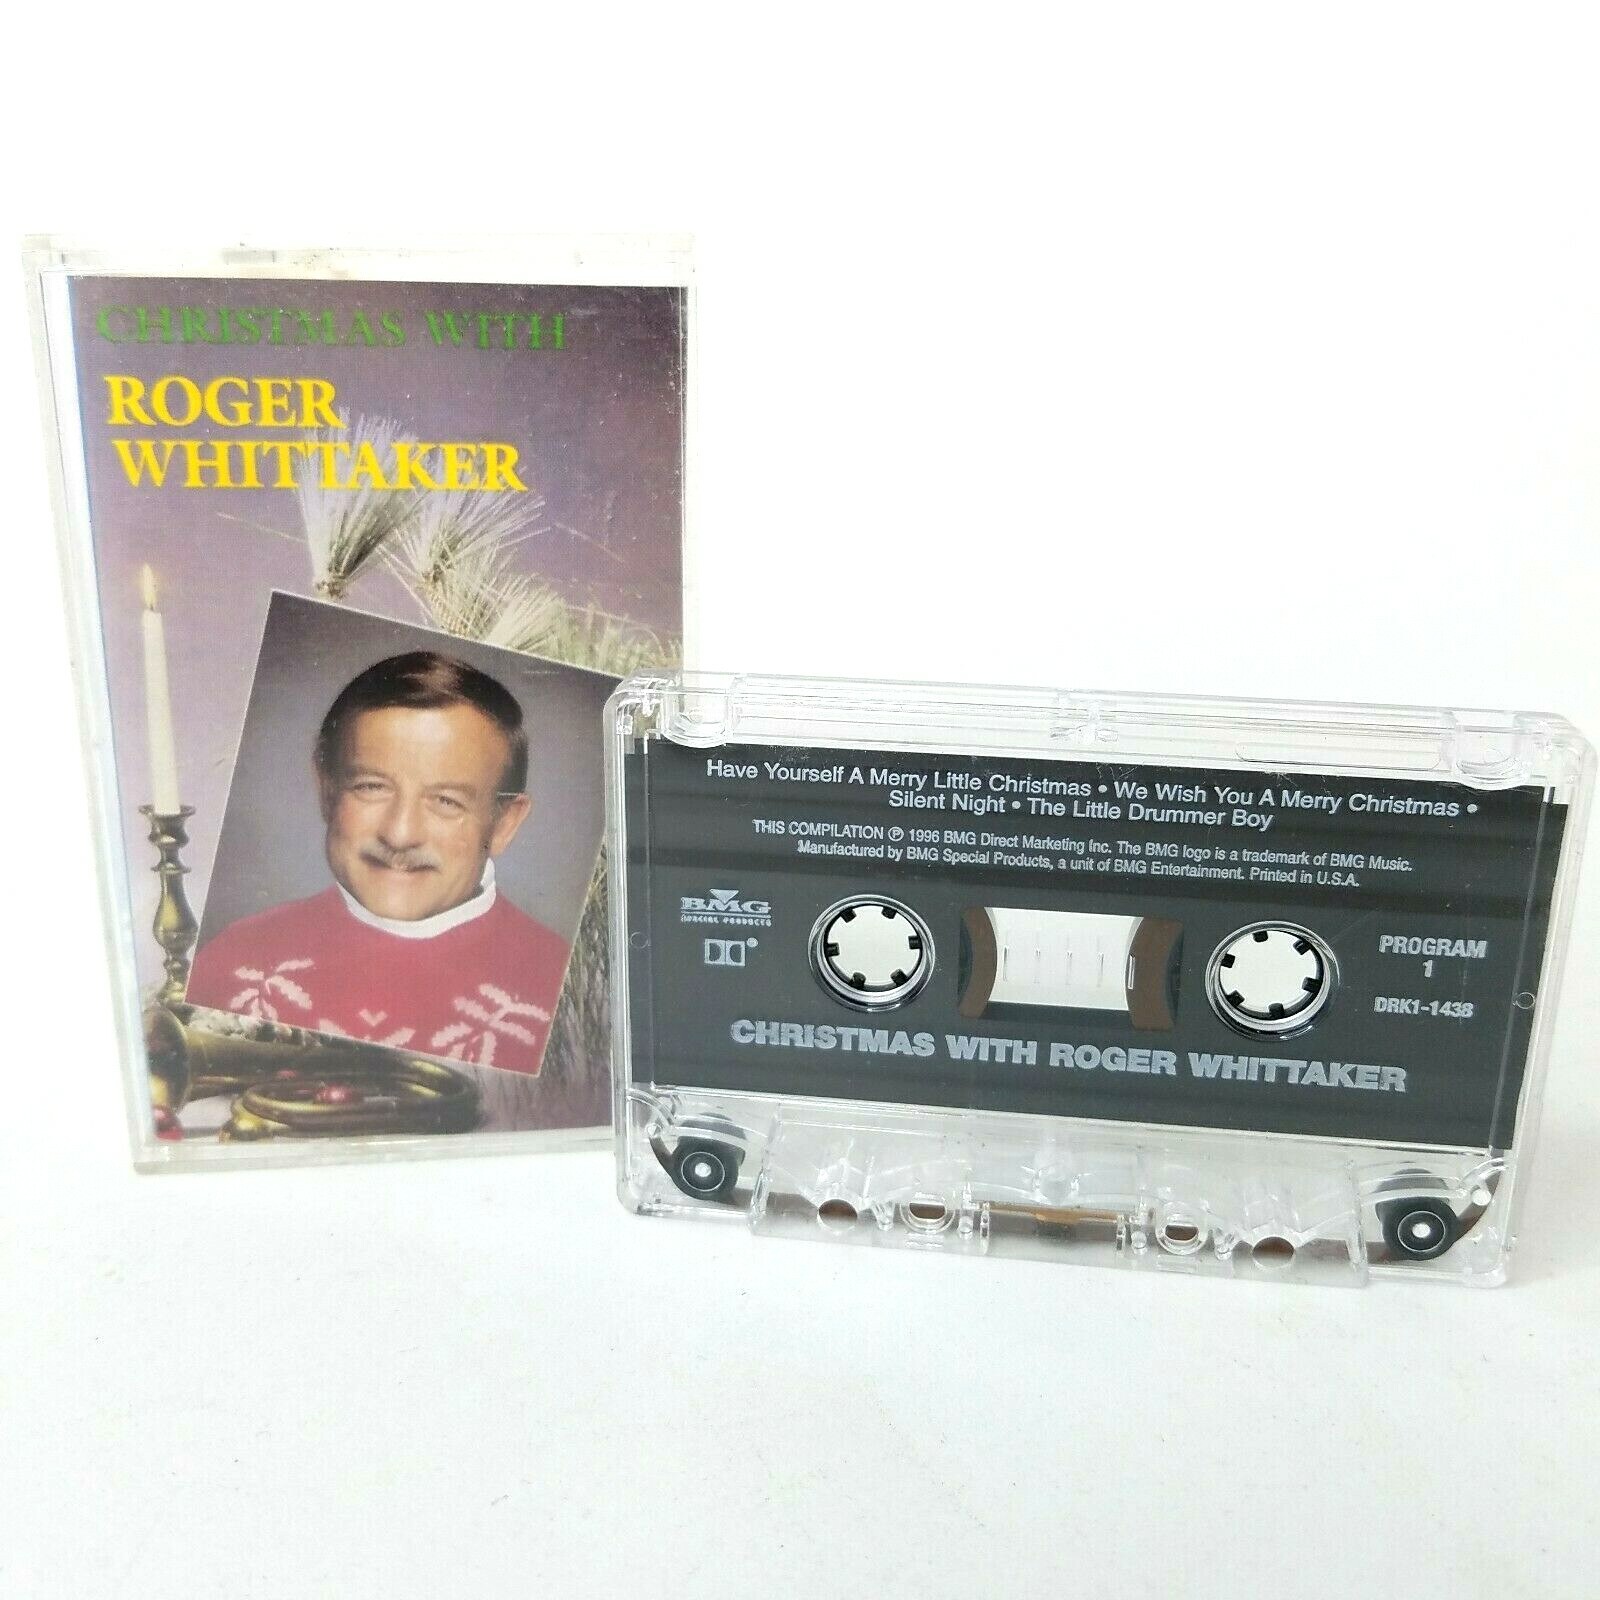 CHRISTMAS WITH
ROGER
WHITTAKER
Have Yourself A Merry Little Christmas • We Wish You A Merry Christmas •
Silent Night • The Little Drummer Boy
THIS COMPILATION ℗ 1996 BMG Direct Marketing Inc. The BMG logo is a trademark of BMG Music.
Manufactured by BMG Special Products, a unit of BMG Entertainment. Printed in U.S.A.
BMG
SPECIAL PRODUCTS
PROGRAM
1
DRK1-1438
CHRISTMAS WITH ROGER WHITTAKER